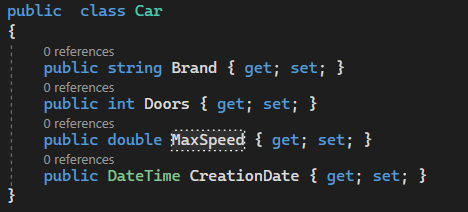 public  class Car
{
0 references
public string Brand { get; set; }
0 references
public int Doors { get; set; }
0 references
public double MaxSpeed { get; set; }
0 references
public DateTime CreationDate { get; set; }
}